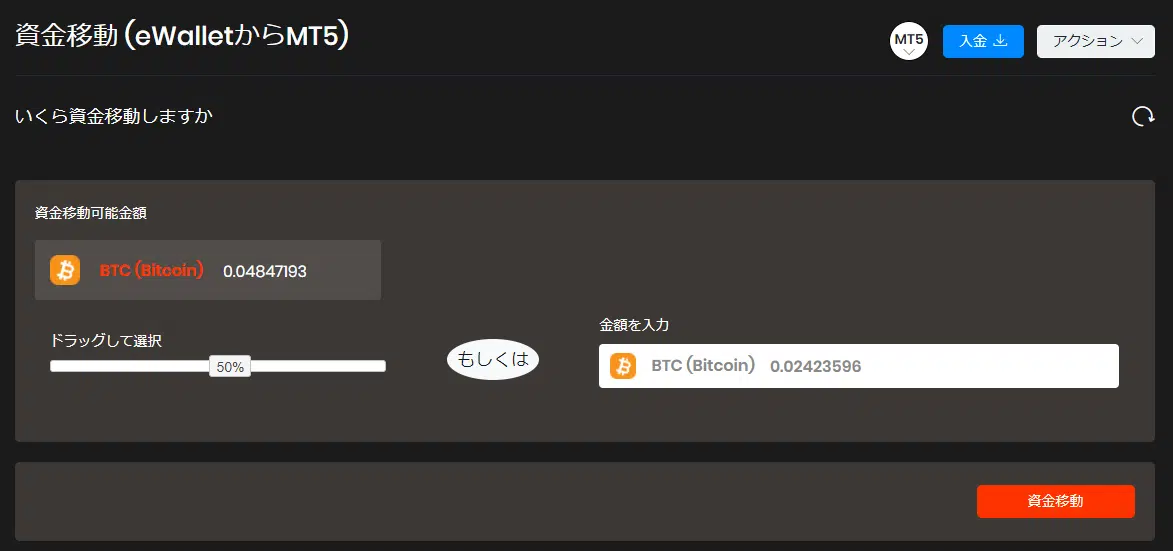 資金移動 (eWalletからMT5)
MT5
入金
アクション
いくら資金移動しますか
資金移動可能金額
BTC (Bitcoin) 0.04847193
ドラッグして選択
50%
もしくは
金額を入力
BTC (Bitcoin) 0.02423596
資金移動